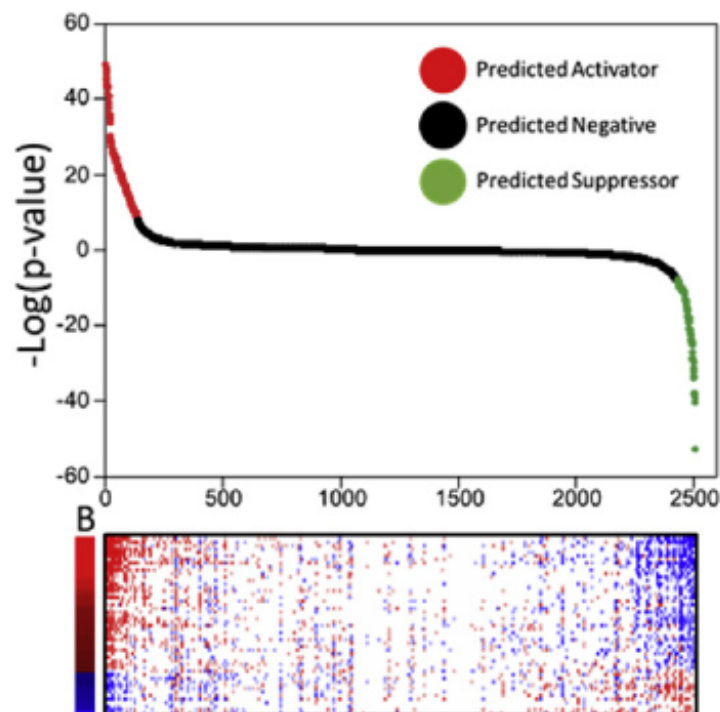 60
40
20
0
-20
-40
-60
-Log(p-value)
Predicted Activator
Predicted Negative
Predicted Suppressor
0 500 1000 1500 2000 2500
B